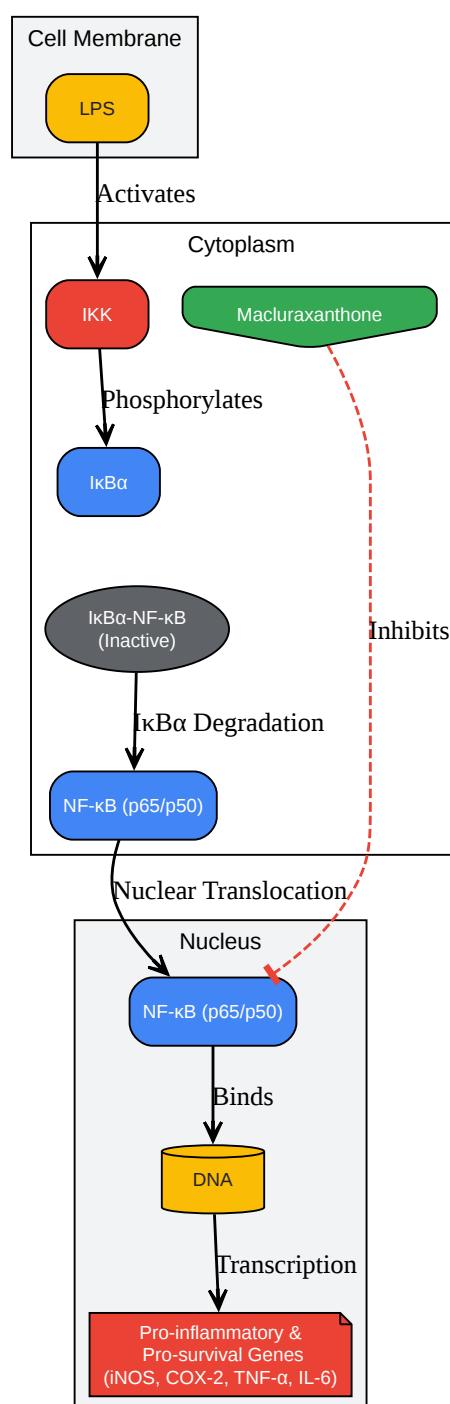 Cell Membrane
LPS
Activates
Cytoplasm
IKK
Macluraxanthone
Phosphorylates
IκBα
IκBα-NF-κB
(Inactive)
Inhibits
IκBα Degradation
NF-κB (p65/p50)
Nuclear Translocation
Nucleus
NF-κB (p65/p50)
Binds
DNA
Transcription
Pro-inflammatory &
Pro-survival Genes
(iNOS, COX-2, TNF-α, IL-6)